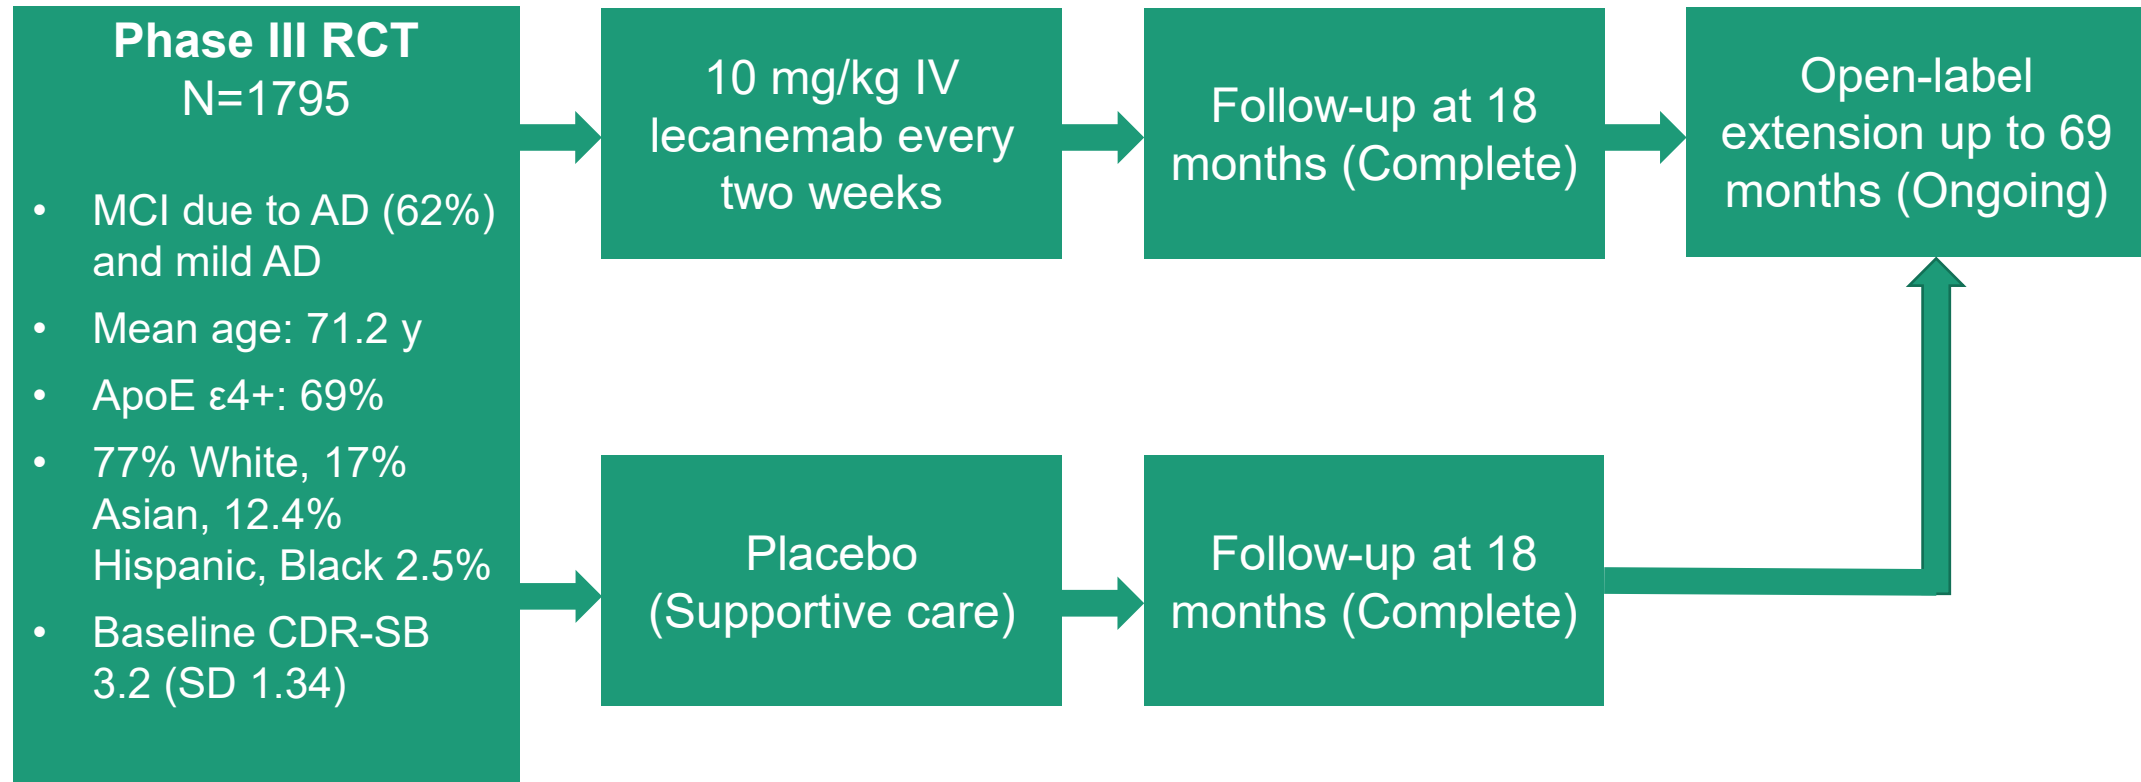 Phase III RCT
N=1795
• MCI due to AD (62%)
and mild AD
• Mean age: 71.2 y
• ApoE ε4+: 69%
• 77% White, 17%
Asian, 12.4%
Hispanic, Black 2.5%
• Baseline CDR-SB
3.2 (SD 1.34)
10 mg/kg IV
lecanemab every
two weeks
Follow-up at 18
months (Complete)
Open-label
extension up to 69
months (Ongoing)
Placebo
(Supportive care)
Follow-up at 18
months (Complete)